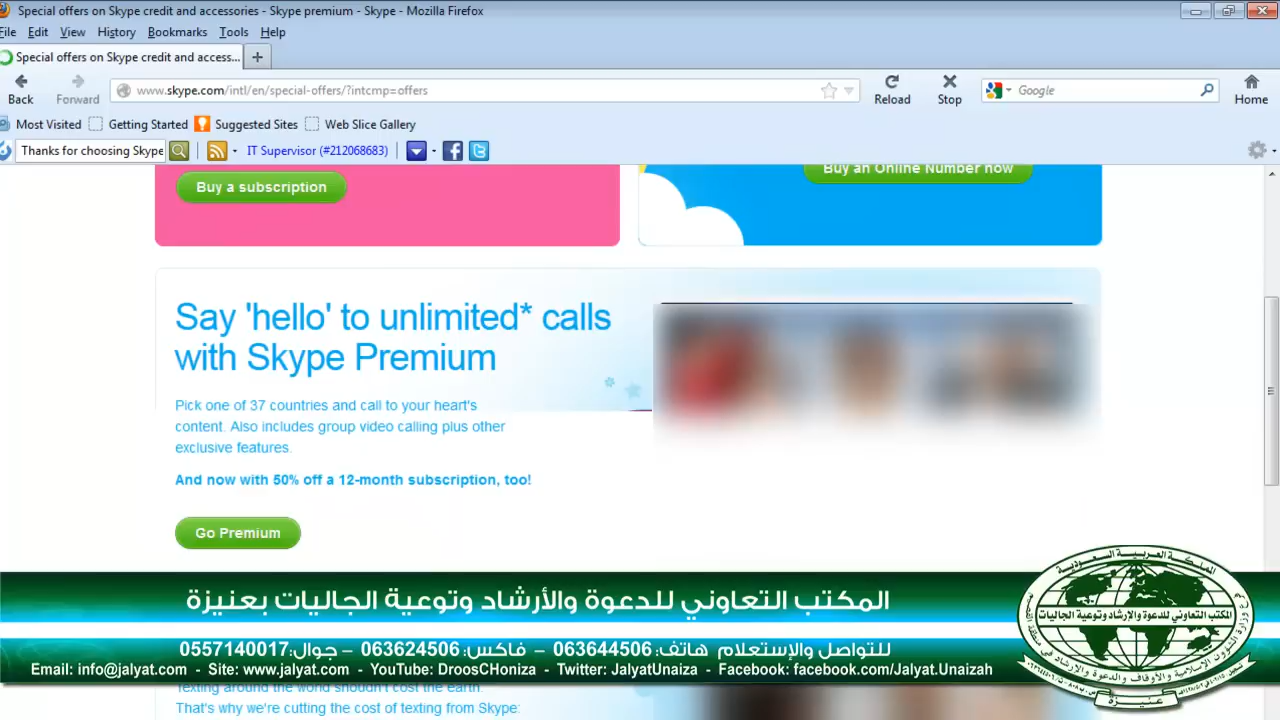 Special offers on Skype credit and accessories - Skype premium - Skype - Mozilla Firefox
File Edit View History Bookmarks Tools Help
Special offers on Skype credit and access...
www.skype.com/intl/en/special-offers/?intcmp=offers
Google
Back Forward Reload Stop Home
Most Visited Getting Started Suggested Sites Web Slice Gallery
Thanks for choosing Skype IT Supervisor (#212068683)
Buy a subscription
Buy an Online Number now
Say 'hello' to unlimited* calls
with Skype Premium
Pick one of 37 countries and call to your heart's
content. Also includes group video calling plus other
exclusive features.
And now with 50% off a 12-month subscription, too!
Go Premium
المملكة العربية السعودية
المكتب التعاوني للدعوة والإرشاد وتوعية الجاليات
عنيزة
المكتب التعاوني للدعوة والأرشاد وتوعية الجاليات بعنيزة
للتواصل والإستعلام هاتف: 063644506 – فاكس: 063624506 – جوال: 0557140017
Email: info@jalyat.com - Site: www.jalyat.com - YouTube: DroosCHoniza - Twitter: JalyatUnaiza - Facebook: facebook.com/Jalyat.Unaizah
Texting around the world shouldn't cost the earth.
That's why we're cutting the cost of texting from Skype: